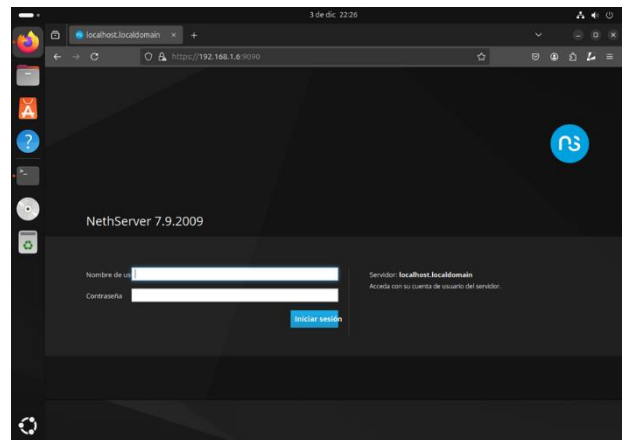 3 de dic 22:26
localhost.localdomain
https://192.168.1.6:9090
ns
NethServer 7.9.2009
Nombre de us
Contraseña
Iniciar sesión
Servidor: localhost.localdomain
Acceda con su cuenta de usuario del servidor.